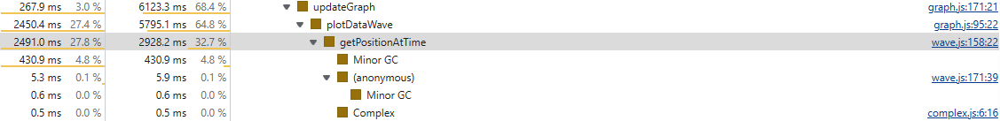 267.9 ms 3.0 % 6123.3 ms 68.4 % updateGraph graph.js:171:21
2450.4 ms 27.4 % 5795.1 ms 64.8 % plotDataWave graph.js:95:22
2491.0 ms 27.8 % 2928.2 ms 32.7 % getPositionAtTime wave.js:158:22
430.9 ms 4.8 % 430.9 ms 4.8 % Minor GC
5.3 ms 0.1 % 5.9 ms 0.1 % (anonymous) wave.js:171:39
0.6 ms 0.0 % 0.6 ms 0.0 % Minor GC
0.5 ms 0.0 % 0.5 ms 0.0 % Complex complex.js:6:16